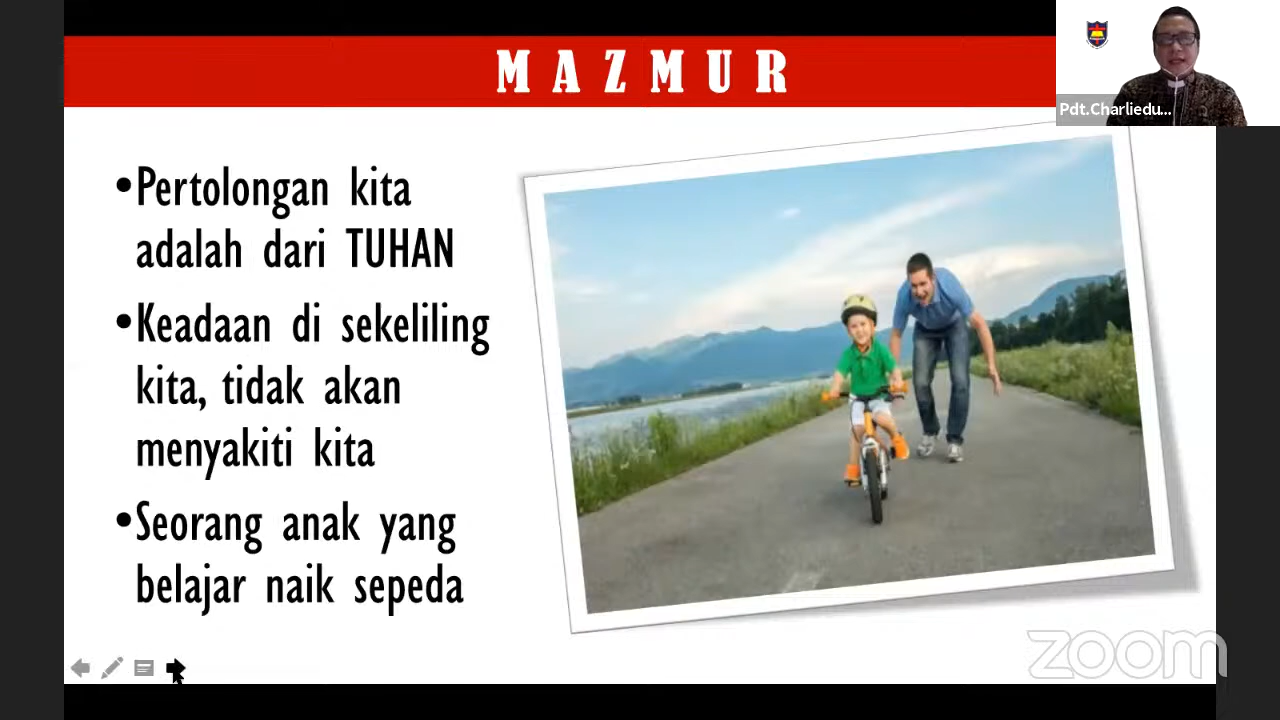 MAZMUR
Pdt.Charliedu...
•Pertolongan kita
adalah dari TUHAN
•Keadaan di sekeliling
kita, tidak akan
menyakiti kita
•Seorang anak yang
belajar naik sepeda
zoom